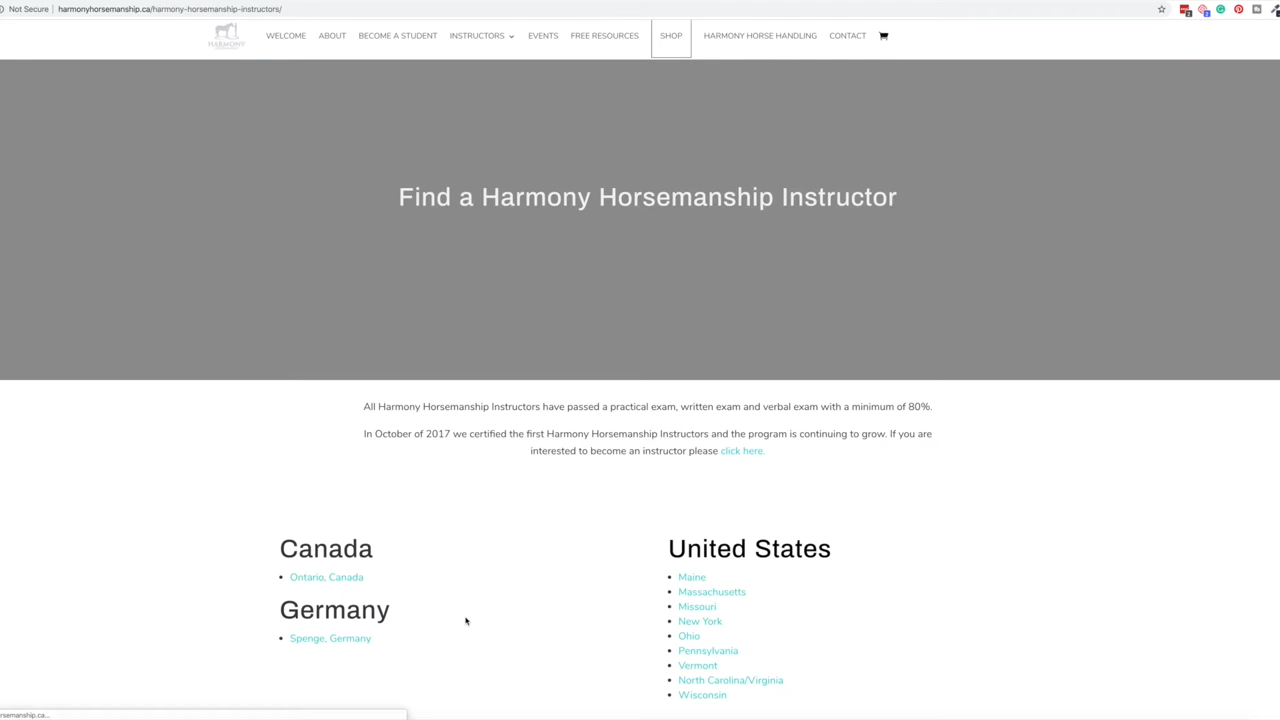 Not Secure | harmonyhorsemanship.ca/harmony-horsemanship-instructors/
HARMONY
WELCOME ABOUT BECOME A STUDENT INSTRUCTORS EVENTS FREE RESOURCES SHOP HARMONY HORSE HANDLING CONTACT
Find a Harmony Horsemanship Instructor
All Harmony Horsemanship Instructors have passed a practical exam, written exam and verbal exam with a minimum of 80%.
In October of 2017 we certified the first Harmony Horsemanship Instructors and the program is continuing to grow. If you are
interested to become an instructor please click here.
Canada
Ontario, Canada
Germany
Spenge, Germany
United States
Maine
Massachusetts
Missouri
New York
Ohio
Pennsylvania
Vermont
North Carolina/Virginia
Wisconsin
rsemanship.ca...